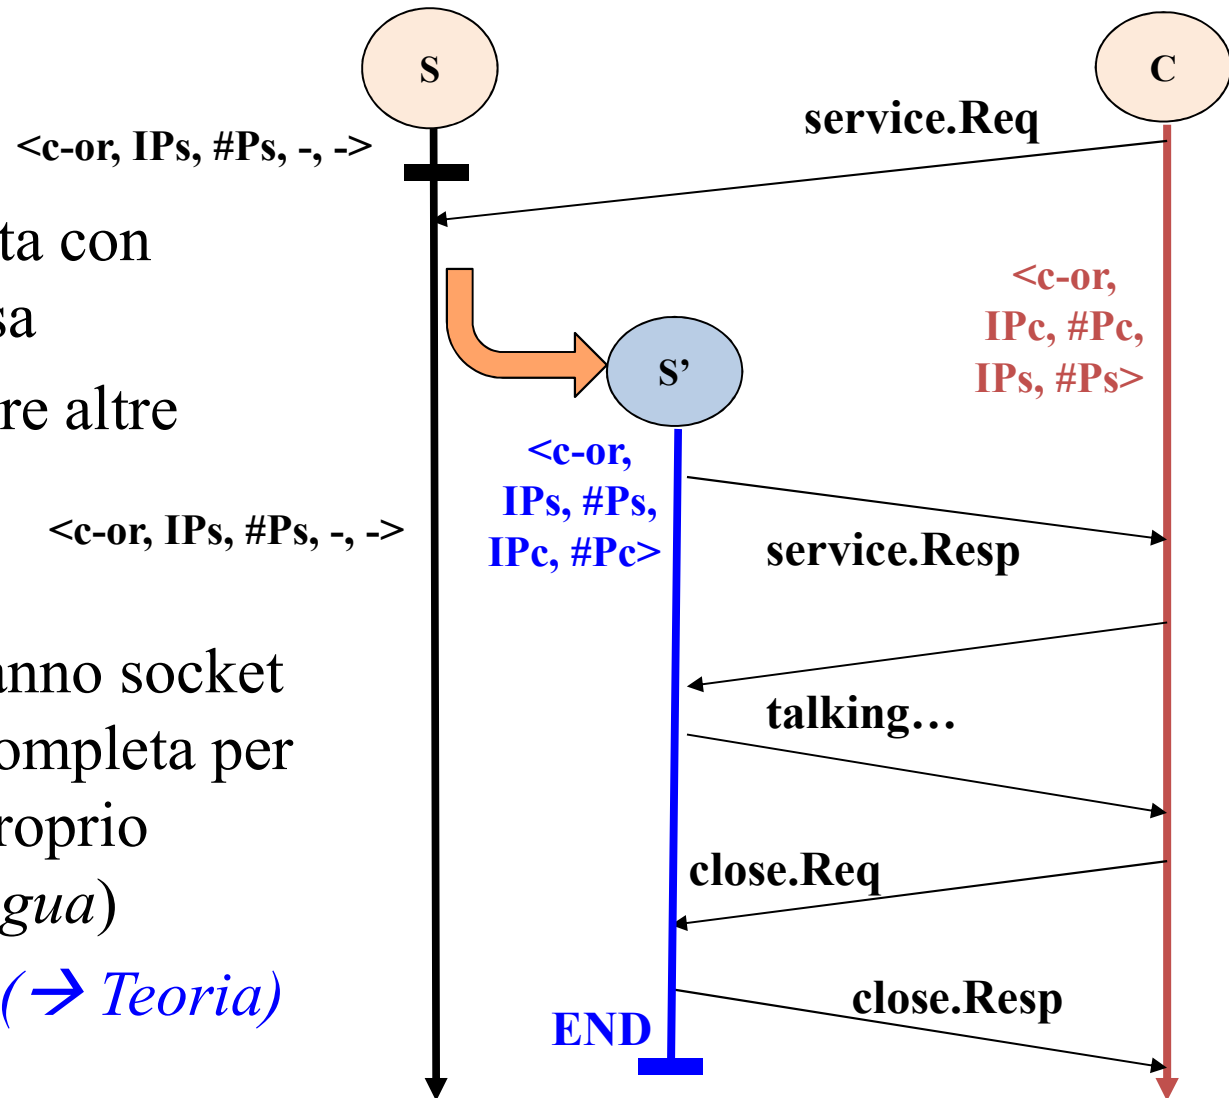 S
C
service.Req
<c-or, IPs, #Ps, -, ->
ta con
sa
<c-or,
IPc, #Pc,
IPs, #Ps>
S’
re altre
<c-or,
IPs, #Ps,
IPc, #Pc>
<c-or, IPs, #Ps, -, ->
service.Resp
anno socket
ompleta per
roprio
gua)
talking…
close.Req
(→ Teoria)
close.Resp
END